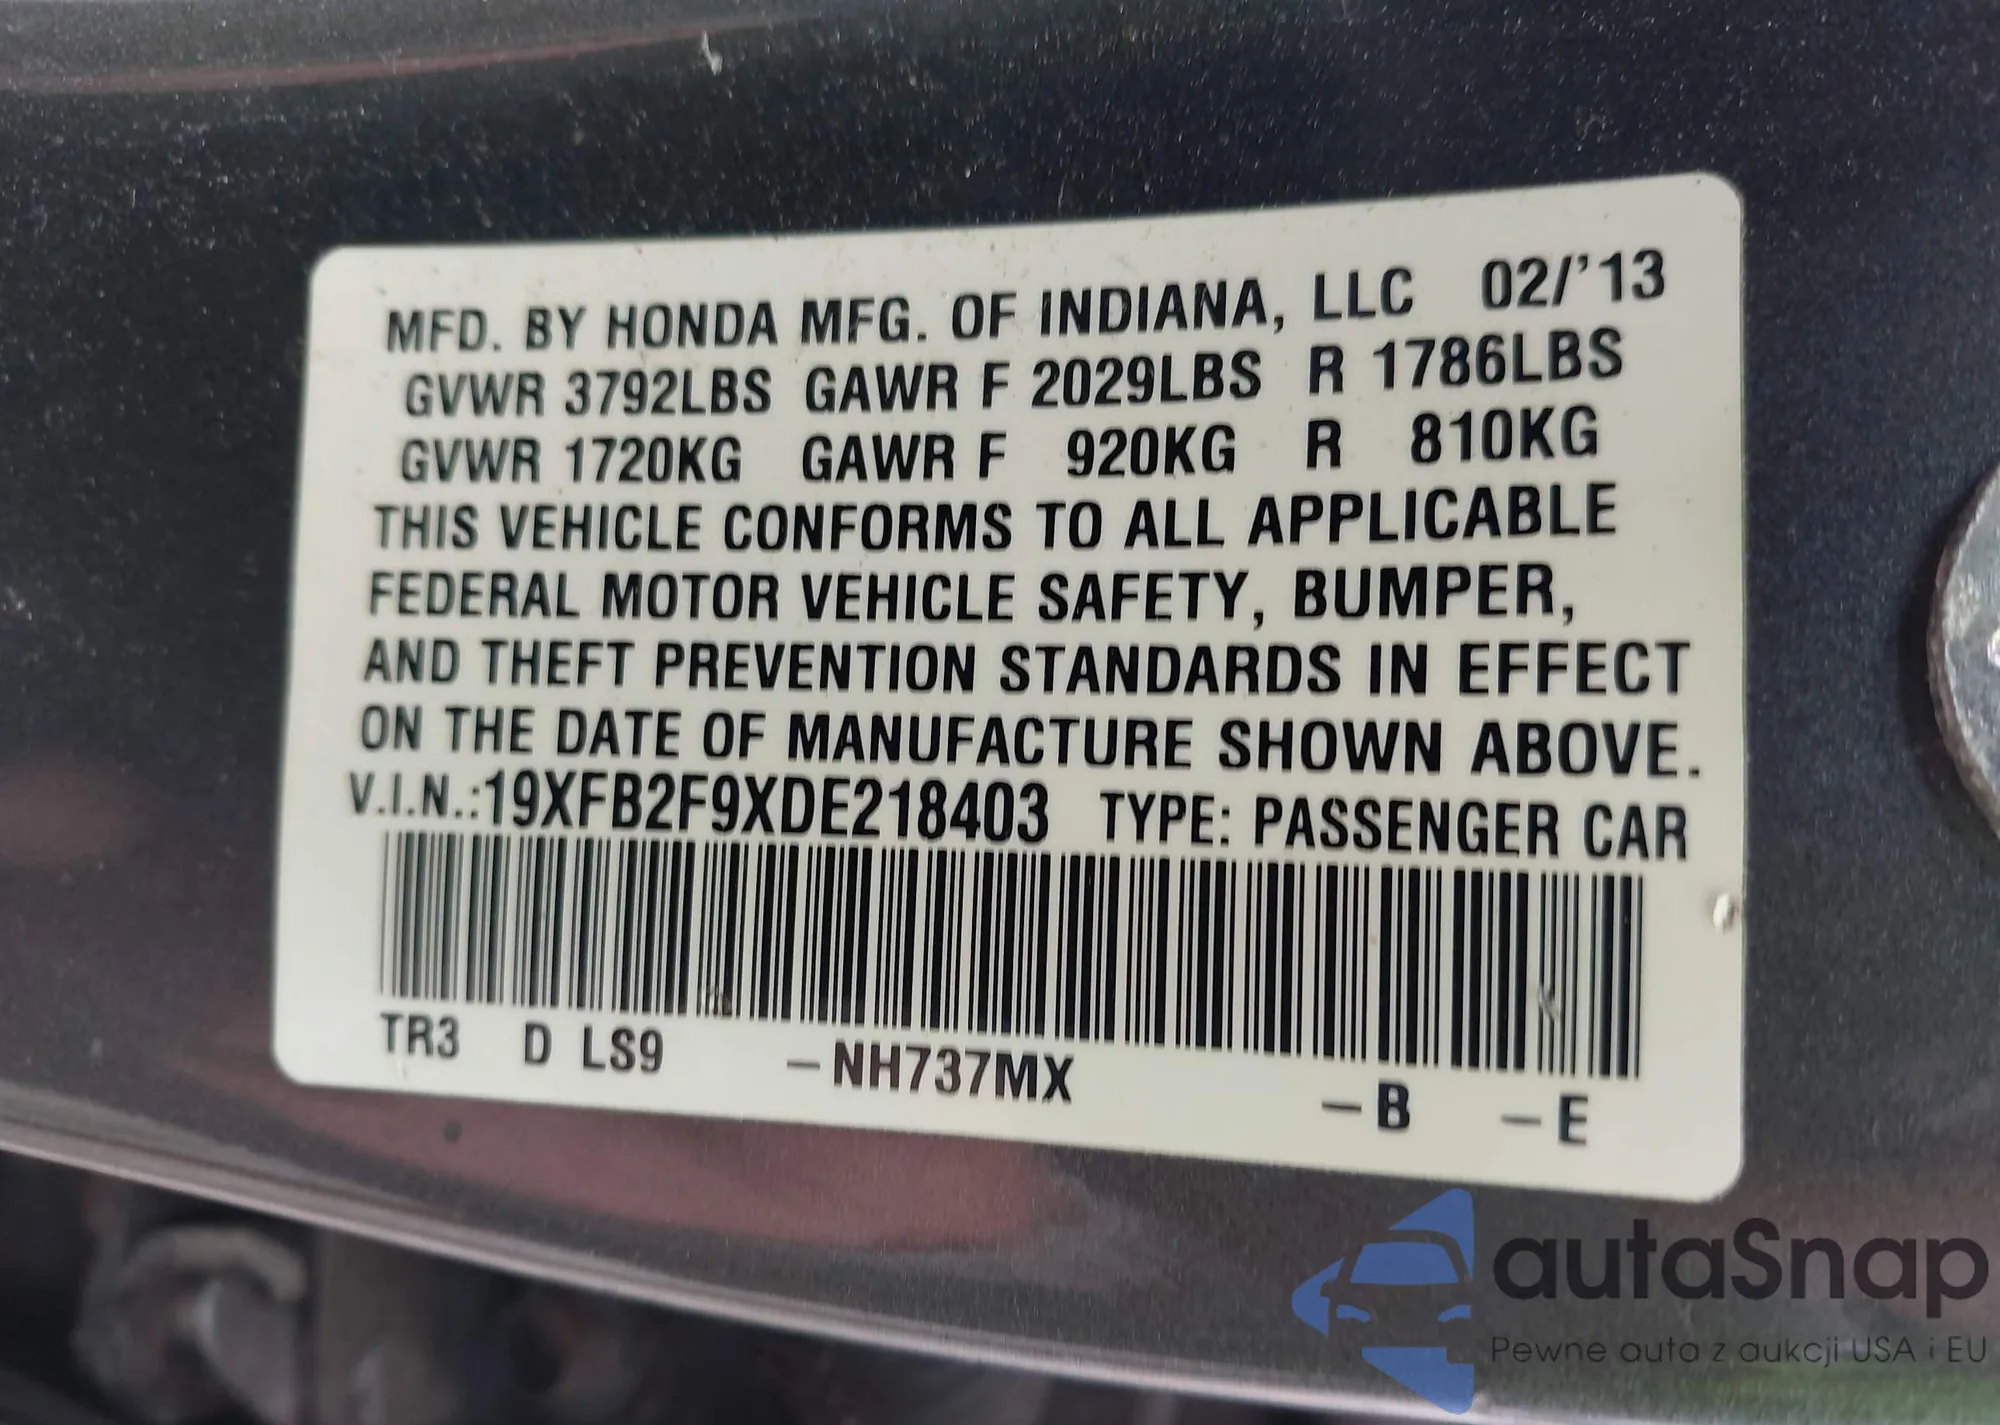 MFD. BY HONDA MFG. OF INDIANA, LLC 02/'13
GVWR 3792LBS GAWR F 2029LBS R 1786LBS
GVWR 1720KG GAWR F 920KG R 810KG
THIS VEHICLE CONFORMS TO ALL APPLICABLE
FEDERAL MOTOR VEHICLE SAFETY, BUMPER,
AND THEFT PREVENTION STANDARDS IN EFFECT
ON THE DATE OF MANUFACTURE SHOWN ABOVE.
V.I.N.:19XFB2F9XDE218403 TYPE: PASSENGER CAR
TR3 D LS9 –NH737MX –B –E
autaSnap
Pewne auta z aukcji USA i EU